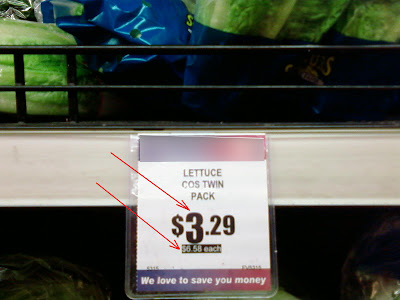 LETTUCE
COS TWIN
PACK
$3.29
$6.58 each
We love to save you money